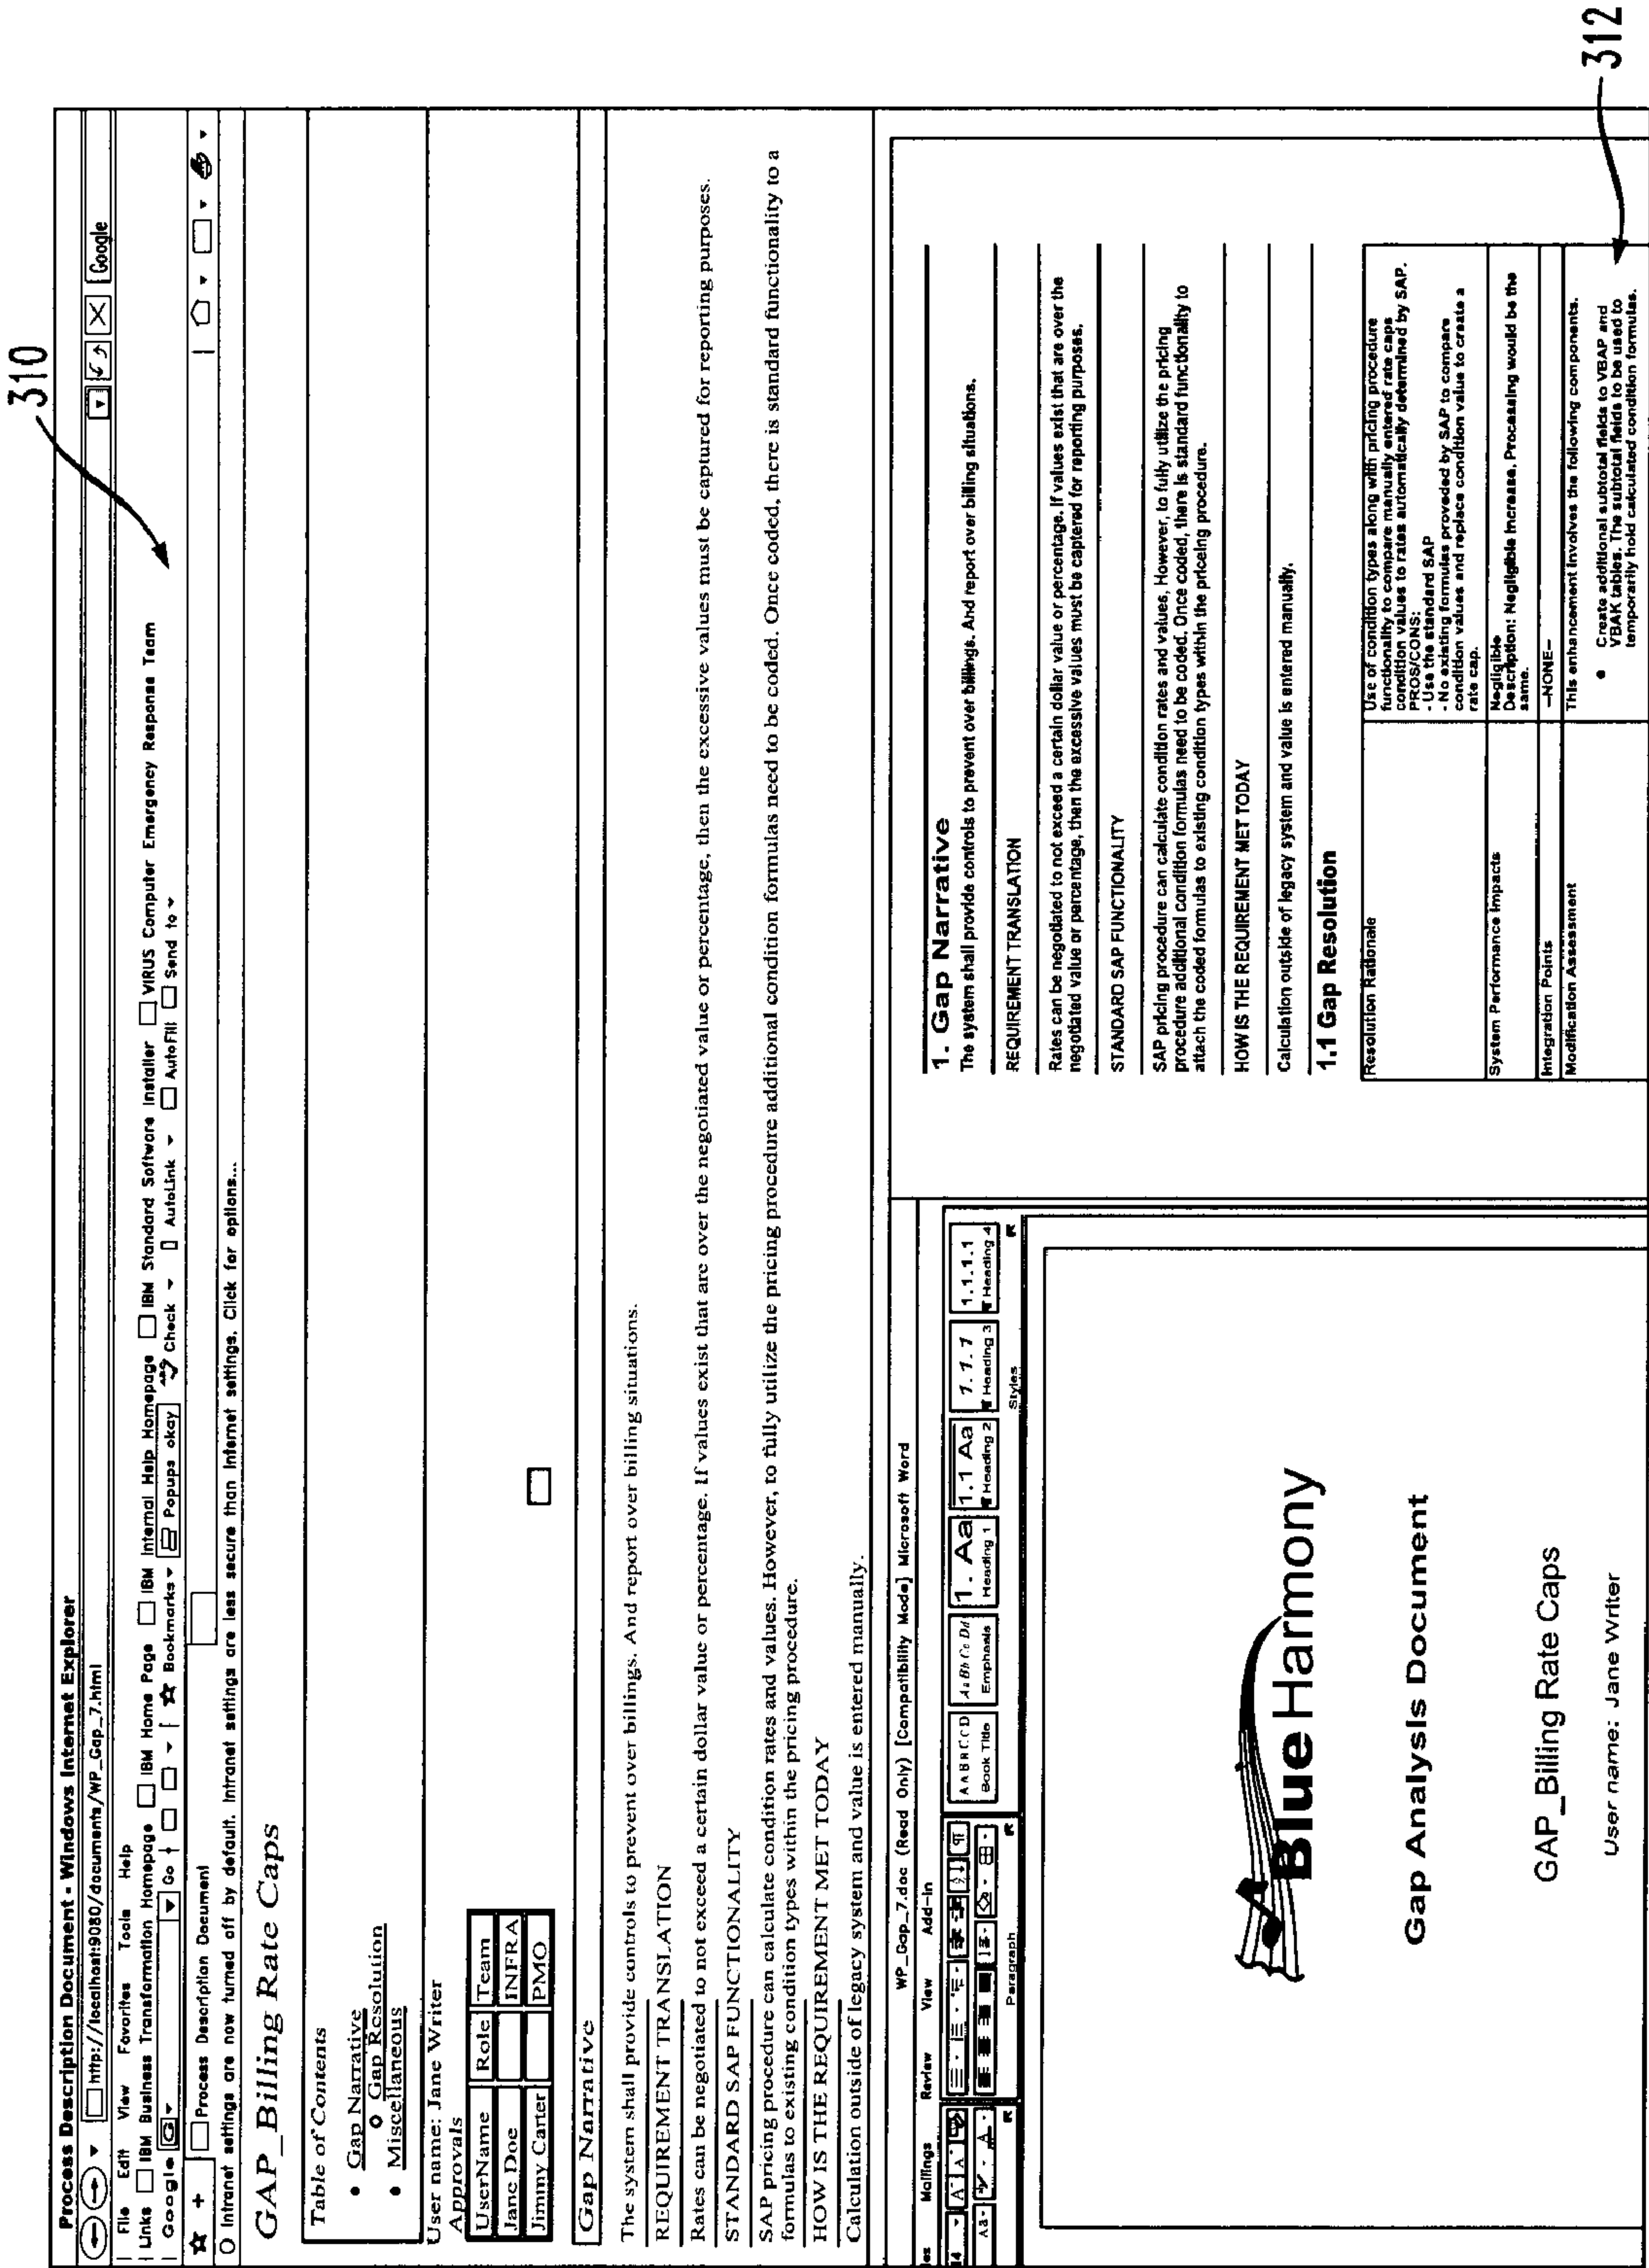 310
Process Description Document - Windows Internet Explorer
http://localhost:9080/documents/WP_Gap_7.html
Google
File Edit View Favorites Tools Help
Links IBM Business Transformation Homepage IBM Home Page IBM Internal Help Homepage IBM Standard Software Installer VIRUS Computer Emergency Response Team
Google G Go Bookmarks Popups okay Check AutoLink AutoFill Send to
Process Description Document
Intranet settings are now turned off by default. Intranet settings are less secure than Internet settings. Click for options...
GAP_Billing Rate Caps
Table of Contents
• Gap Narrative
o Gap Resolution
• Miscellaneous
User name: Jane Writer
Approvals
UserName Role Team
Jane Doe INFRA
Jimmy Carter PMO
Gap Narrative
The system shall provide controls to prevent over billings. And report over billing situations.
REQUIREMENT TRANSLATION
Rates can be negotiated to not exceed a certain dollar value or percentage. If values exist that are over the negotiated value or percentage, then the excessive values must be captured for reporting purposes.
STANDARD SAP FUNCTIONALITY
SAP pricing procedure can calculate condition rates and values. However, to fully utilize the pricing procedure additional condition formulas need to be coded. Once coded, there is standard functionality to a
formulas to existing condition types within the pricing procedure.
HOW IS THE REQUIREMENT MET TODAY
Calculation outside of legacy system and value is entered manually.
WP_Gap_7.doc (Read Only) [Compatibility Mode] Microsoft Word
es Mailings Review View Add-In
14 A A
Aa A
Paragraph
AABBCCD
Book Title
AaBbCcDd
Emphasis
1. Aa
Heading 1
1.1 Aa
¶ Heading 2
1.1.1
¶ Heading 3
1.1.1.1
¶ Heading 4
Styles
Blue Harmony
Gap Analysis Document
GAP_Billing Rate Caps
User name: Jane Writer
1. Gap Narrative
The system shall provide controls to prevent over billings. And report over billing situations.
REQUIREMENT TRANSLATION
Rates can be negotiated to not exceed a certain dollar value or percentage. If values exist that are over the
negotiated value or percentage, then the excessive values must be captered for reporting purposes.
STANDARD SAP FUNCTIONALITY
SAP pricing procedure can calculate condition rates and values, However, to fully utilize the pricing
procedure additional condition formulas need to be coded. Once coded, there is standard functionality to
attach the coded formulas to existing condition types within the priceing procedure.
HOW IS THE REQUIREMENT MET TODAY
Calculation outside of legacy system and value is entered manually.
1.1 Gap Resolution
Resolution Rationale
Use of condition types along with pricing procedure
functionality to compare manually entered rate caps
condition values to rates automatically determined by SAP.
PROS/CONS:
- Use the standard SAP
- No existing formulas proveded by SAP to compare
condition values and replace condition value to create a
rate cap.
System Performance Impacts
Negligible
Description: Negligible increase. Processing would be the
same.
Integration Points
–NONE–
Modification Assessment
This enhancement involves the following components.
• Create additional subtotal fields to VBAP and
VBAK tables. The subtotal fields to be used to
temporarily hold calculated condition formulas.
312